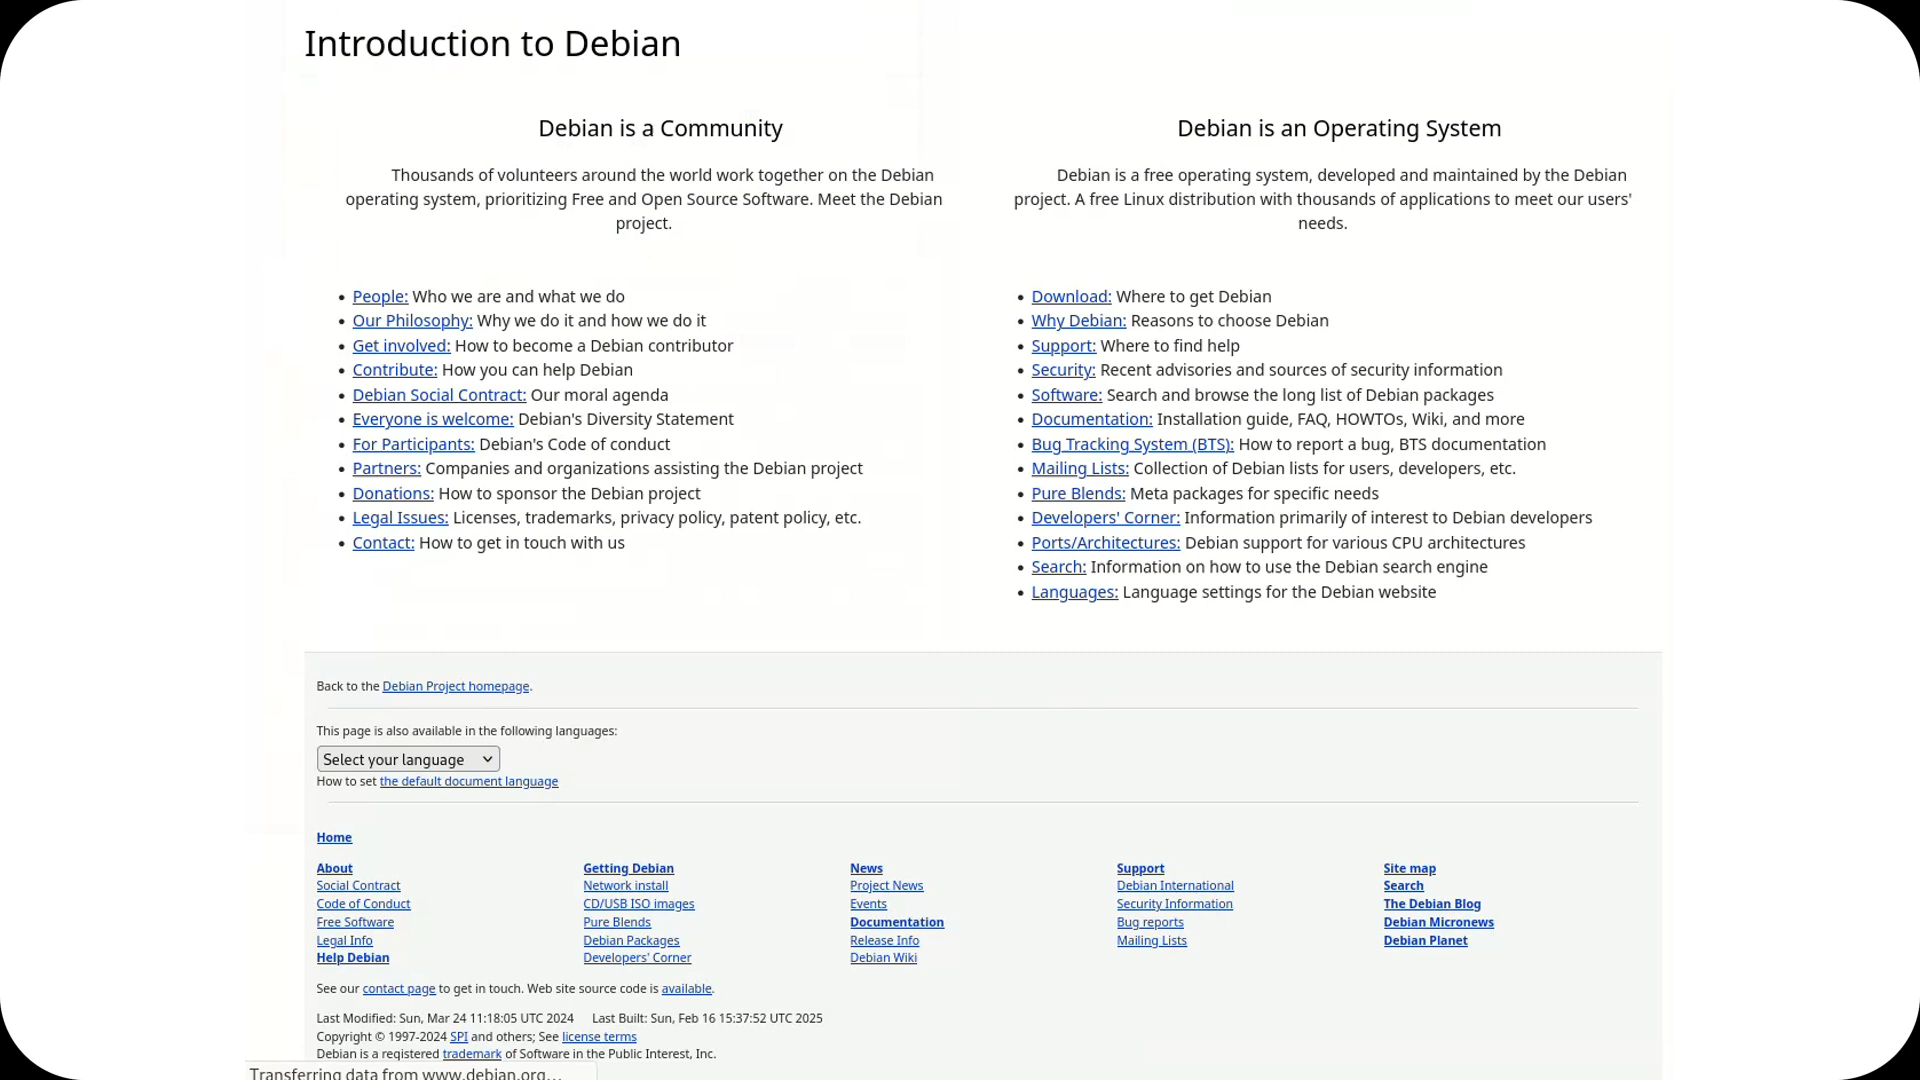 Introduction to Debian
Debian is a Community
Thousands of volunteers around the world work together on the Debian
operating system, prioritizing Free and Open Source Software. Meet the Debian
project.
People: Who we are and what we do
Our Philosophy: Why we do it and how we do it
Get involved: How to become a Debian contributor
Contribute: How you can help Debian
Debian Social Contract: Our moral agenda
Everyone is welcome: Debian's Diversity Statement
For Participants: Debian's Code of conduct
Partners: Companies and organizations assisting the Debian project
Donations: How to sponsor the Debian project
Legal Issues: Licenses, trademarks, privacy policy, patent policy, etc.
Contact: How to get in touch with us
Debian is an Operating System
Debian is a free operating system, developed and maintained by the Debian
project. A free Linux distribution with thousands of applications to meet our users'
needs.
Download: Where to get Debian
Why Debian: Reasons to choose Debian
Support: Where to find help
Security: Recent advisories and sources of security information
Software: Search and browse the long list of Debian packages
Documentation: Installation guide, FAQ, HOWTOs, Wiki, and more
Bug Tracking System (BTS): How to report a bug, BTS documentation
Mailing Lists: Collection of Debian lists for users, developers, etc.
Pure Blends: Meta packages for specific needs
Developers' Corner: Information primarily of interest to Debian developers
Ports/Architectures: Debian support for various CPU architectures
Search: Information on how to use the Debian search engine
Languages: Language settings for the Debian website
Back to the Debian Project homepage.
This page is also available in the following languages:
Select your language
How to set the default document language
Home
About
Social Contract
Code of Conduct
Free Software
Legal Info
Help Debian
Getting Debian
Network install
CD/USB ISO images
Pure Blends
Debian Packages
Developers' Corner
News
Project News
Events
Documentation
Release Info
Debian Wiki
Support
Debian International
Security Information
Bug reports
Mailing Lists
Site map
Search
The Debian Blog
Debian Micronews
Debian Planet
See our contact page to get in touch. Web site source code is available.
Last Modified: Sun, Mar 24 11:18:05 UTC 2024 Last Built: Sun, Feb 16 15:37:52 UTC 2025
Copyright © 1997-2024 SPI and others; See license terms
Debian is a registered trademark of Software in the Public Interest, Inc.
Transferring data from www.debian.org…